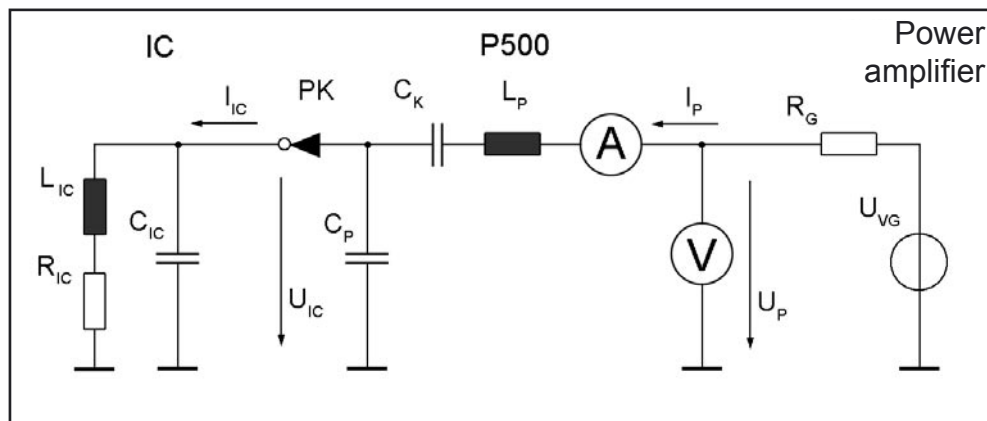 IC
P500
Power
amplifier
I_IC
PK
C_K
L_P
I_P
R_G
A
L_IC
C_IC
C_P
U_VG
V
R_IC
U_IC
U_P